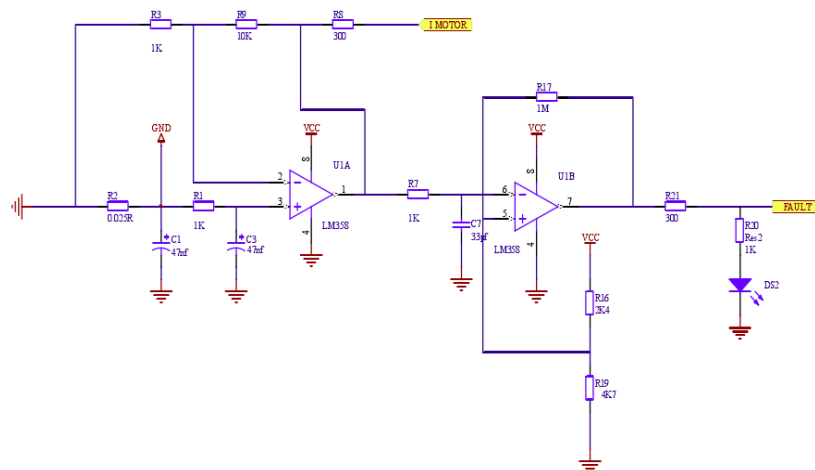 R3
1K
R9
10K
R8
300
I MOTOR
GND
VCC
8
U1A
2
3
1
4
LM358
R2
0.025R
R1
1K
C1
47nf
C3
47nf
R7
1K
C7
33pf
R17
1M
VCC
8
U1B
6
5
7
4
LM358
VCC
R16
2K4
R19
4K7
R21
300
FAULT
R20
Res2
1K
DS2